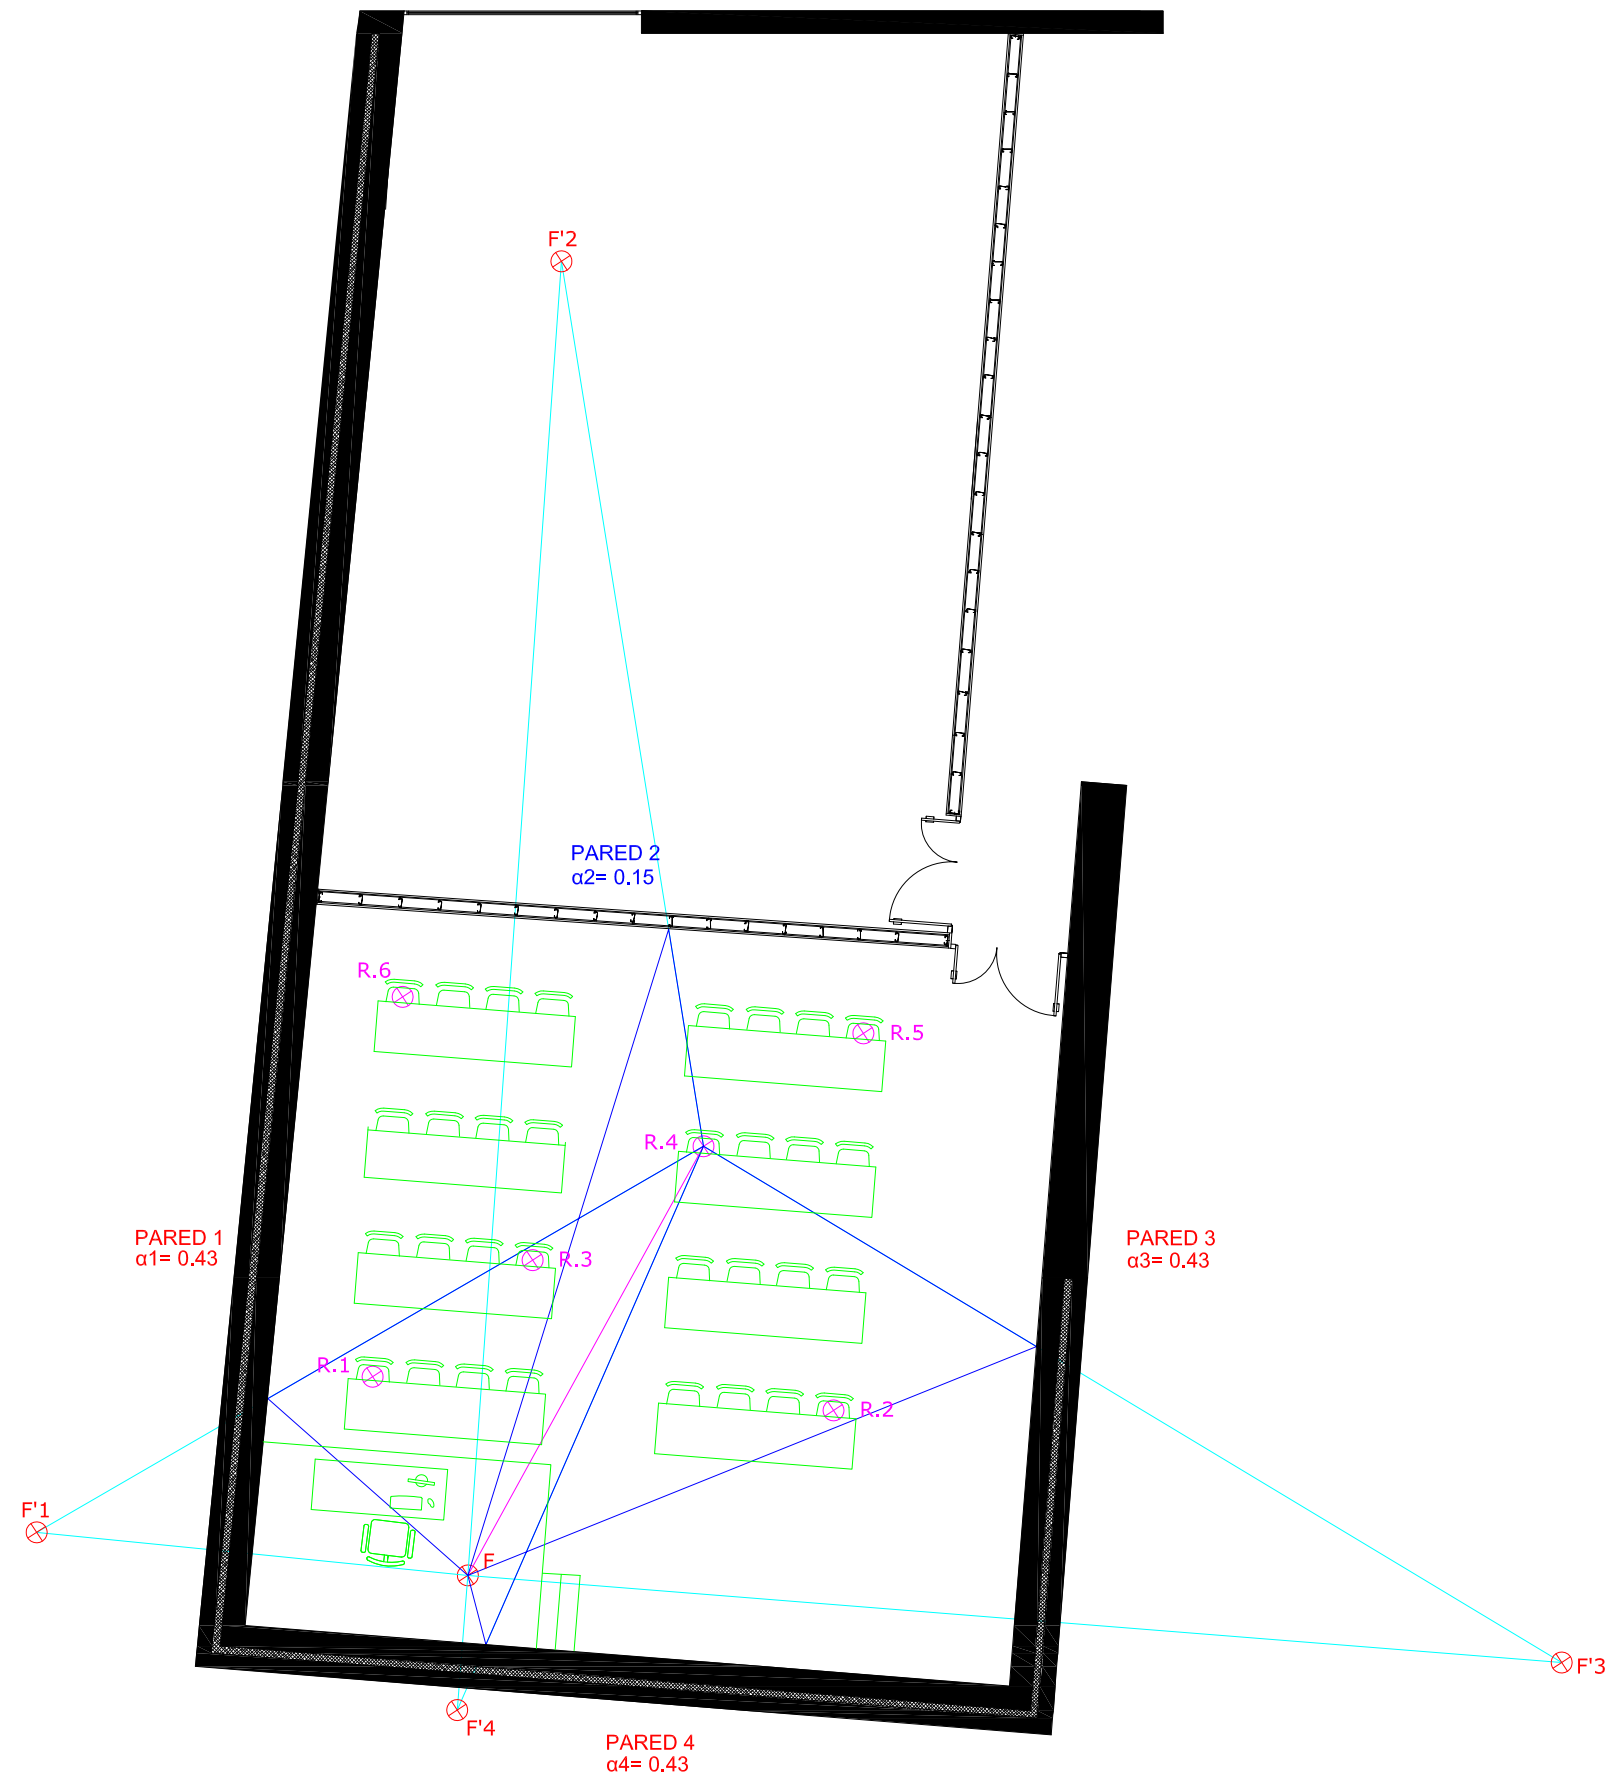 F'2
PARED 2
α2= 0.15
R.6
R.5
R.4
PARED 1
α1= 0.43
R.3
PARED 3
α3= 0.43
R.1
R.2
F'1
F
F'3
F'4
PARED 4
α4= 0.43